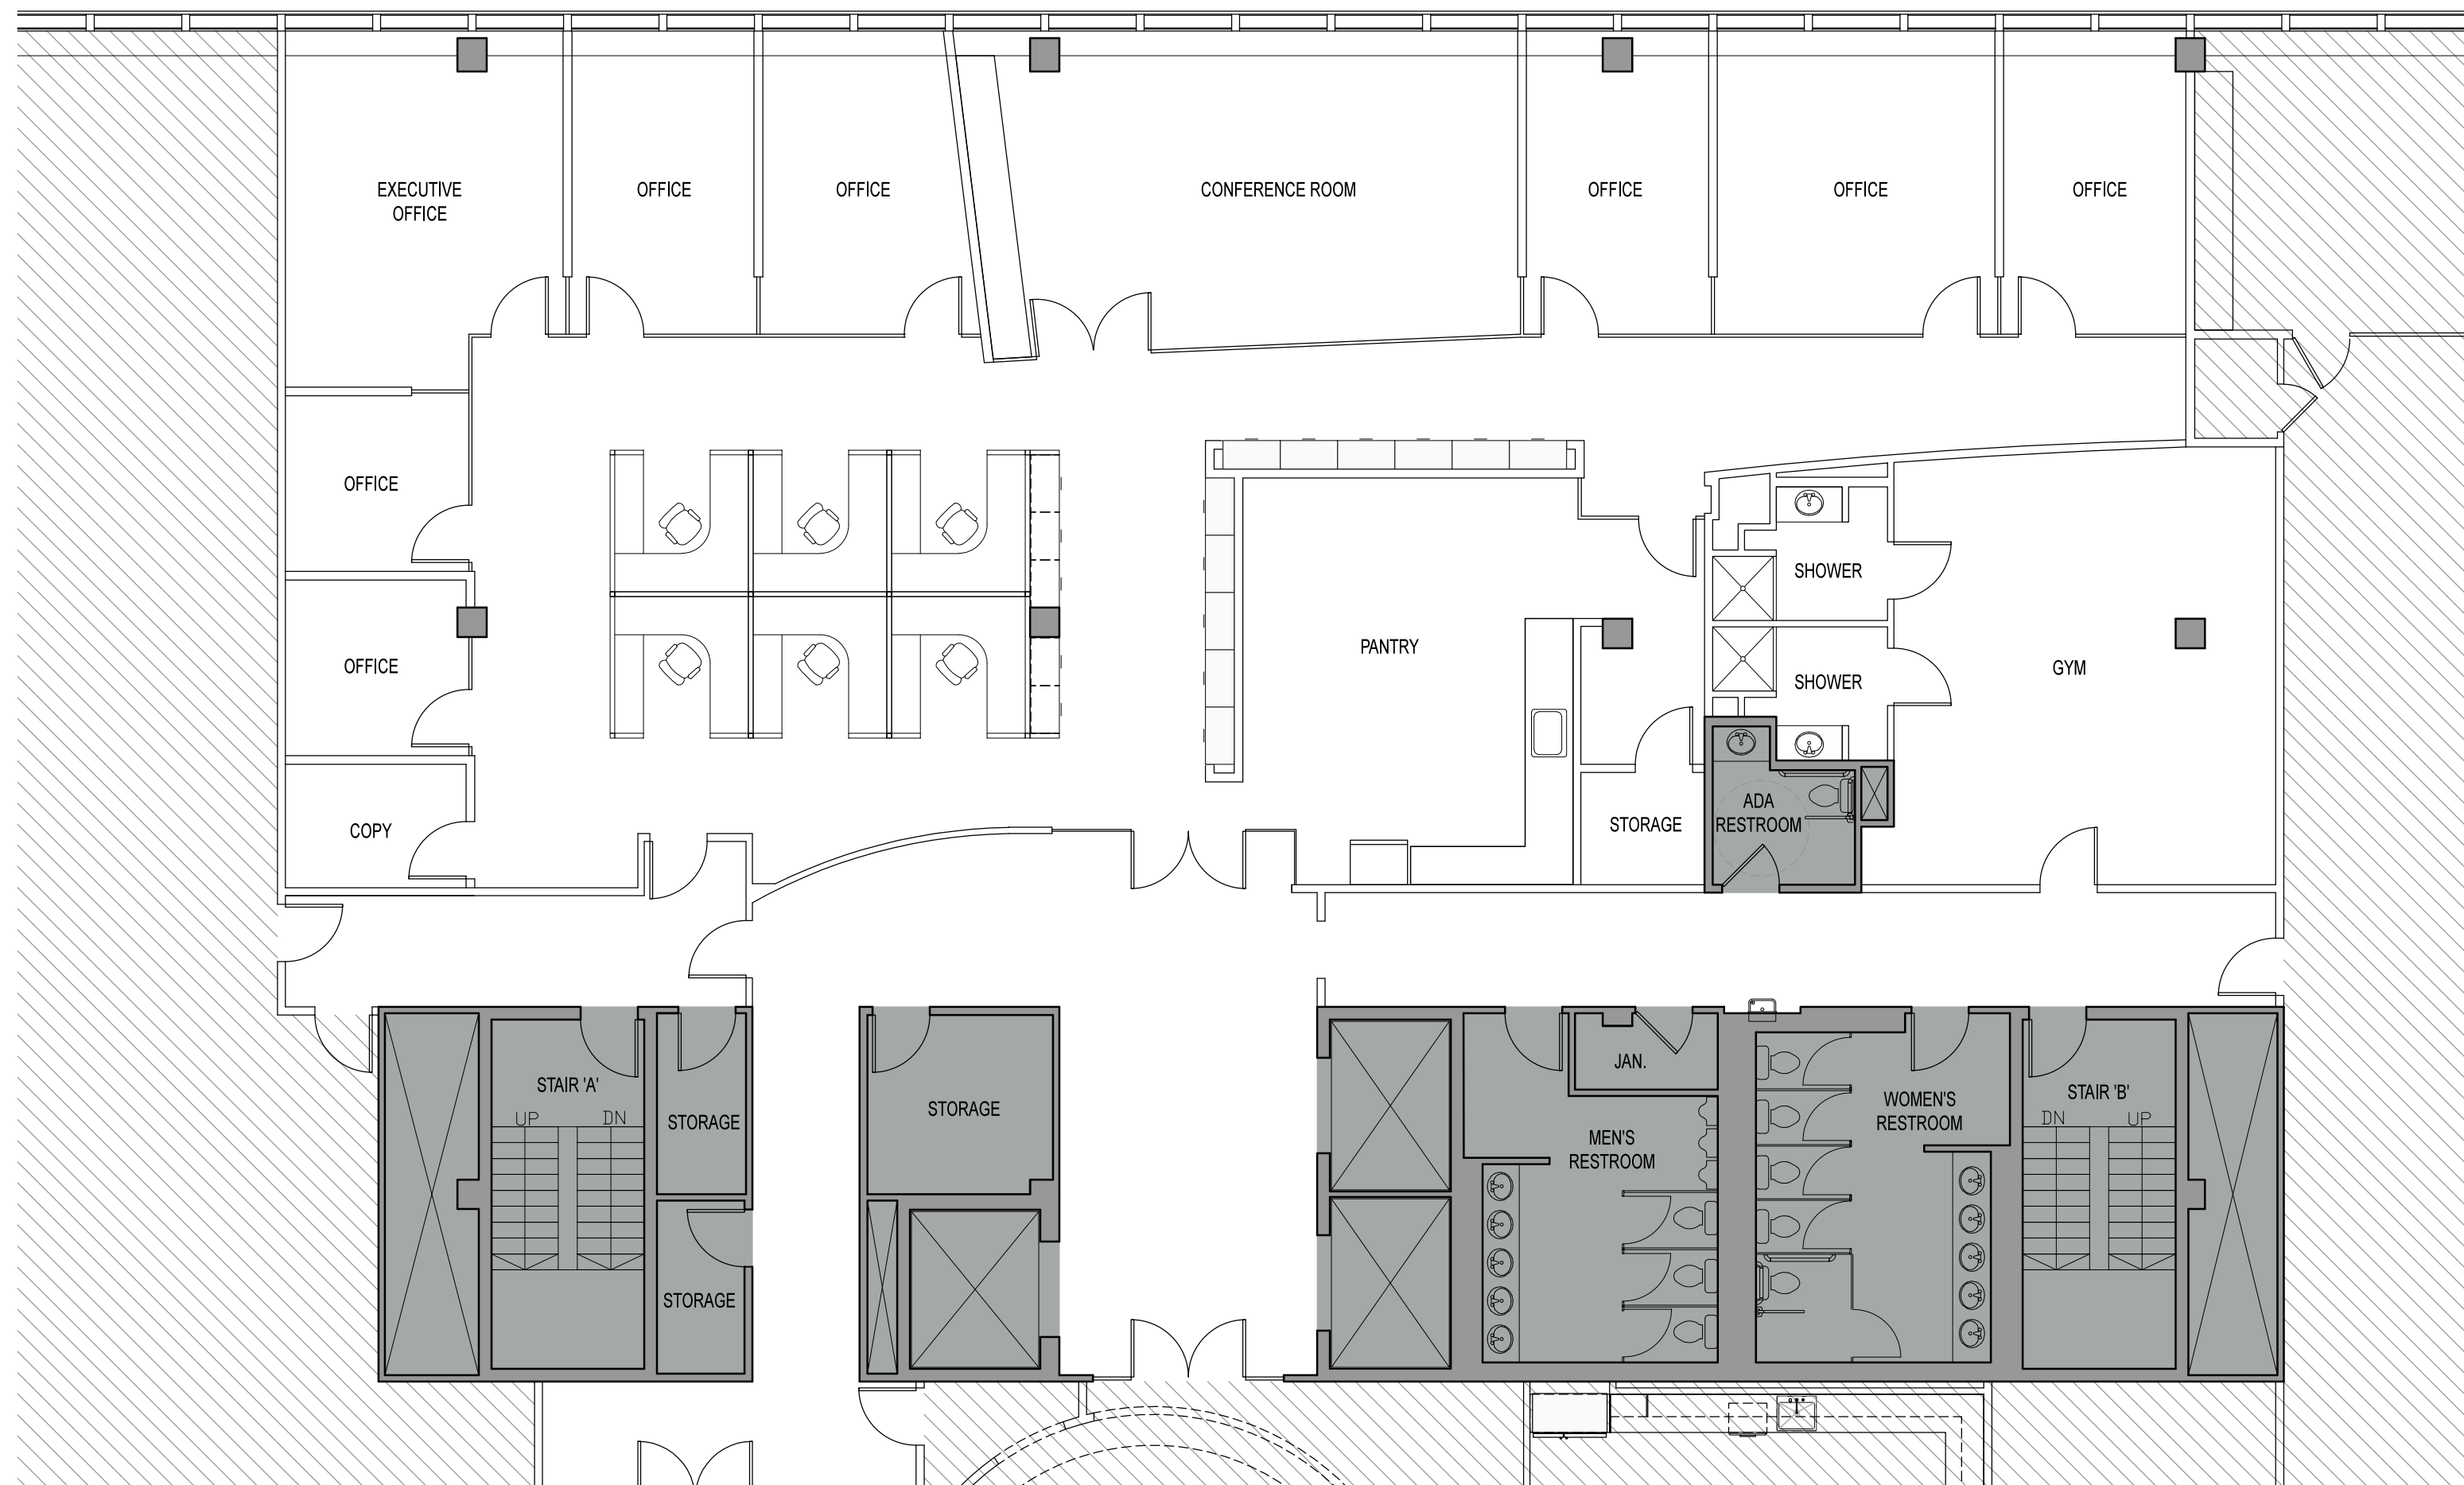 EXECUTIVE
OFFICE
OFFICE
OFFICE
CONFERENCE ROOM
OFFICE
OFFICE
OFFICE
OFFICE
OFFICE
COPY
PANTRY
SHOWER
SHOWER
GYM
STORAGE
ADA
RESTROOM
STAIR 'A'
UP
DN
STORAGE
STORAGE
STORAGE
JAN.
MEN'S
RESTROOM
WOMEN'S
RESTROOM
STAIR 'B'
DN
UP